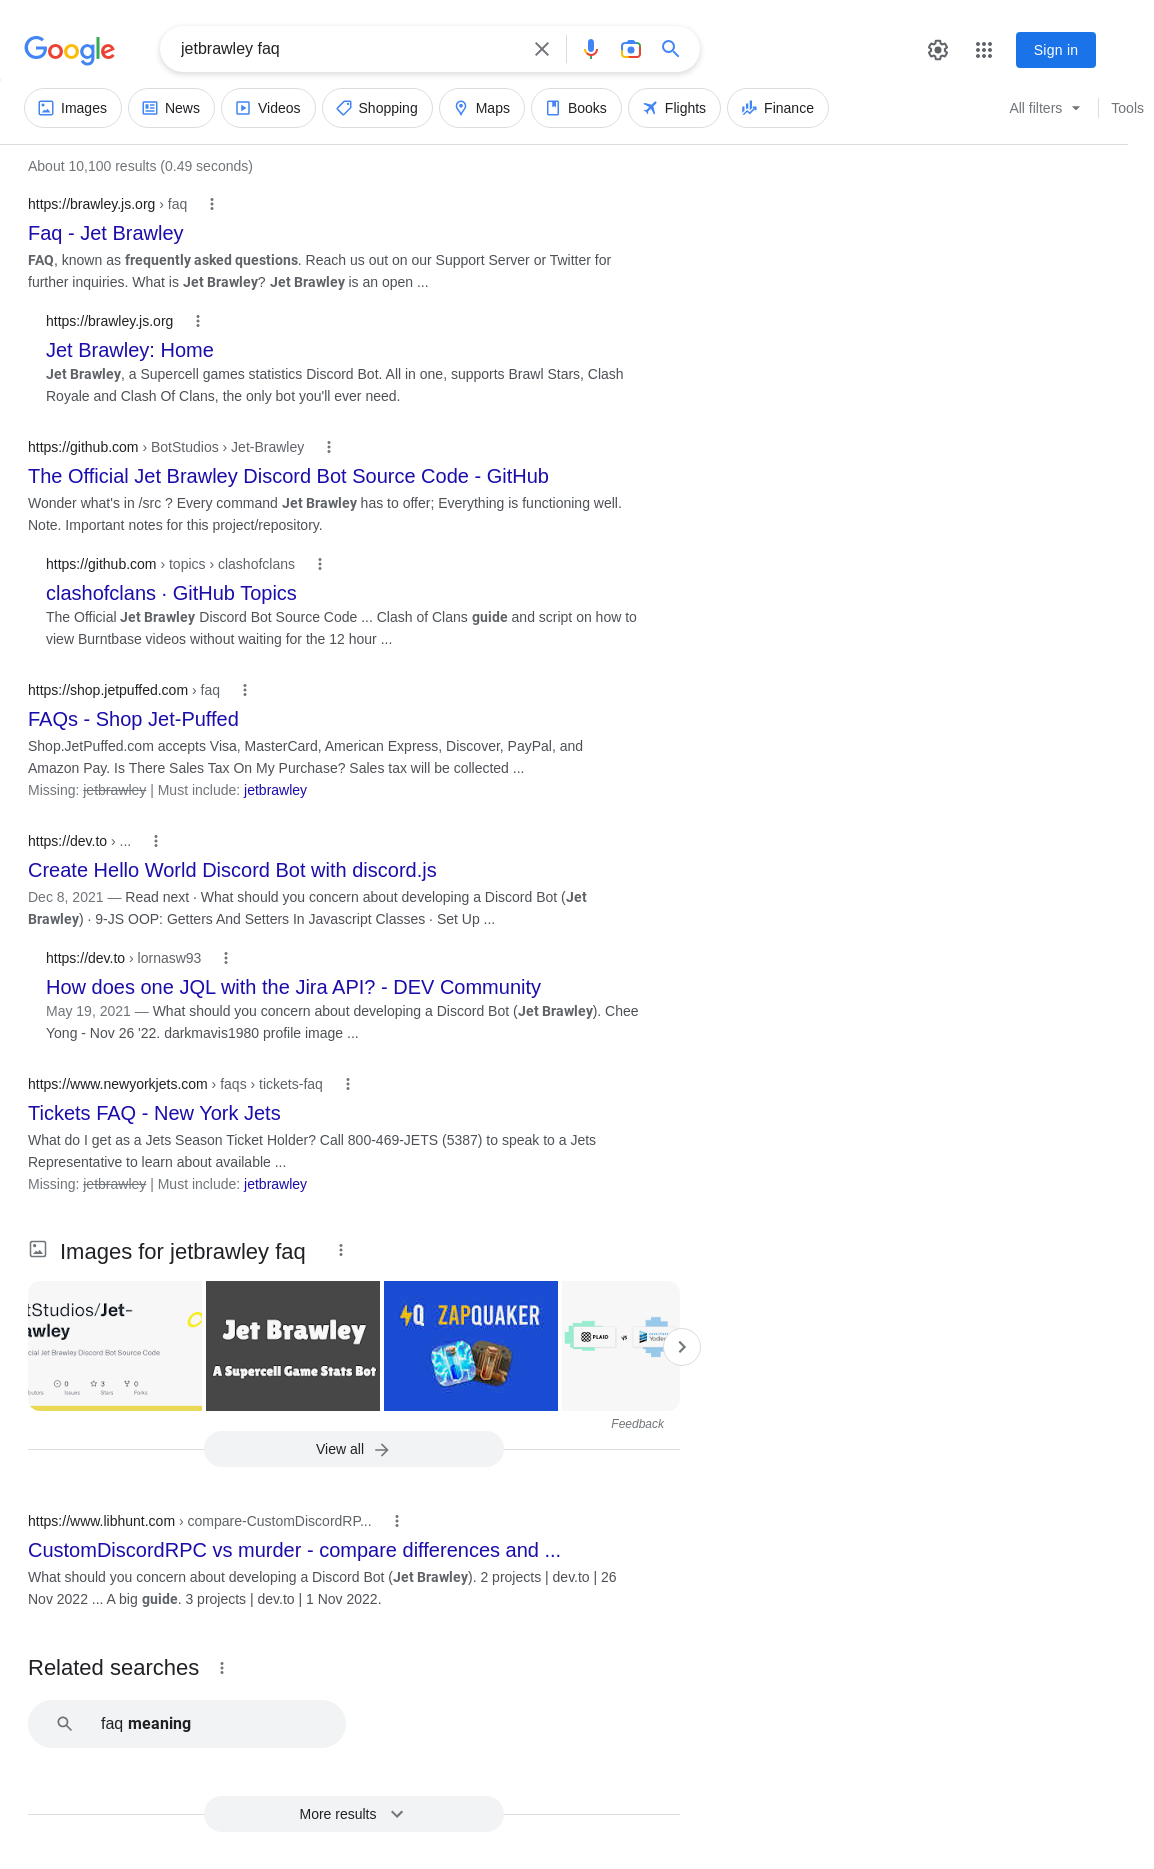 Google
jetbrawley faq
Sign in
Images
News
Videos
Shopping
Maps
Books
Flights
Finance
All filters
Tools
About 10,100 results (0.49 seconds)
https://brawley.js.org › faq
Faq - Jet Brawley
FAQ, known as frequently asked questions. Reach us out on our Support Server or Twitter for
further inquiries. What is Jet Brawley? Jet Brawley is an open ...
https://brawley.js.org
Jet Brawley: Home
Jet Brawley, a Supercell games statistics Discord Bot. All in one, supports Brawl Stars, Clash
Royale and Clash Of Clans, the only bot you'll ever need.
https://github.com › BotStudios › Jet-Brawley
The Official Jet Brawley Discord Bot Source Code - GitHub
Wonder what's in /src ? Every command Jet Brawley has to offer; Everything is functioning well.
Note. Important notes for this project/repository.
https://github.com › topics › clashofclans
clashofclans · GitHub Topics
The Official Jet Brawley Discord Bot Source Code ... Clash of Clans guide and script on how to
view Burntbase videos without waiting for the 12 hour ...
https://shop.jetpuffed.com › faq
FAQs - Shop Jet-Puffed
Shop.JetPuffed.com accepts Visa, MasterCard, American Express, Discover, PayPal, and
Amazon Pay. Is There Sales Tax On My Purchase? Sales tax will be collected ...
Missing: jetbrawley | Must include: jetbrawley
https://dev.to › ...
Create Hello World Discord Bot with discord.js
Dec 8, 2021 — Read next · What should you concern about developing a Discord Bot (Jet
Brawley) · 9-JS OOP: Getters And Setters In Javascript Classes · Set Up ...
https://dev.to › lornasw93
How does one JQL with the Jira API? - DEV Community
May 19, 2021 — What should you concern about developing a Discord Bot (Jet Brawley). Chee
Yong - Nov 26 '22. darkmavis1980 profile image ...
https://www.newyorkjets.com › faqs › tickets-faq
Tickets FAQ - New York Jets
What do I get as a Jets Season Ticket Holder? Call 800-469-JETS (5387) to speak to a Jets
Representative to learn about available ...
Missing: jetbrawley | Must include: jetbrawley
Images for jetbrawley faq
tStudios/Jet-
awley
cial Jet Brawley Discord Bot Source Code
0 3 0
Issues Stars Forks
Jet Brawley
A Supercell Game Stats Bot
ZAPQUAKER
PLAID vs
Feedback
View all
https://www.libhunt.com › compare-CustomDiscordRP...
CustomDiscordRPC vs murder - compare differences and ...
What should you concern about developing a Discord Bot (Jet Brawley). 2 projects | dev.to | 26
Nov 2022 ... A big guide. 3 projects | dev.to | 1 Nov 2022.
Related searches
faq meaning
More results